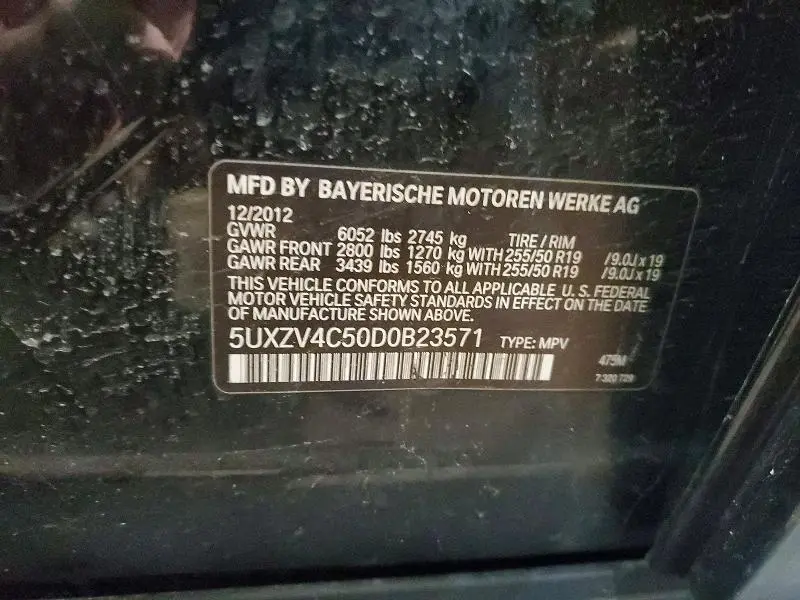 MFD BY BAYERISCHE MOTOREN WERKE AG
12/2012
GVWR 6052 lbs 2745 kg TIRE / RIM
GAWR FRONT 2800 lbs 1270 kg WITH 255/50 R19 /9.0J x 19
GAWR REAR 3439 lbs 1560 kg WITH 255/50 R19 /9.0J x 19
THIS VEHICLE CONFORMS TO ALL APPLICABLE U. S. FEDERAL
MOTOR VEHICLE SAFETY STANDARDS IN EFFECT ON THE DATE
OF MANUFACTURE SHOWN ABOVE.
5UXZV4C50D0B23571 TYPE: MPV
475M
7 320 729